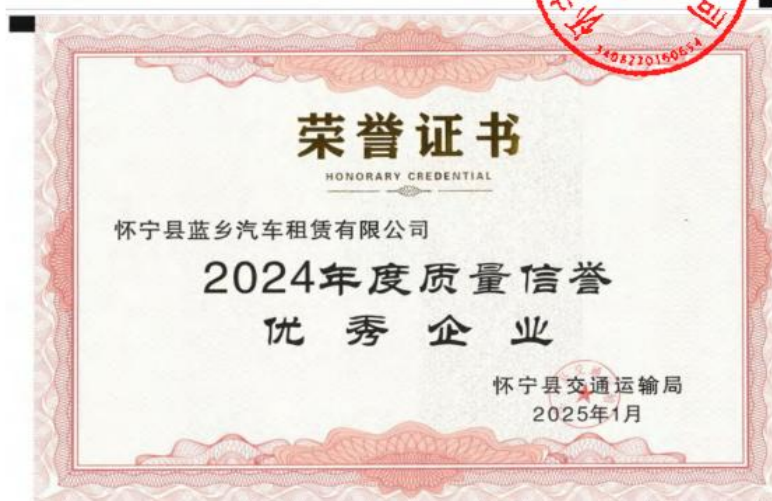 3408220160654
荣誉证书
HONORARY CREDENTIAL
怀宁县蓝乡汽车租赁有限公司
2024年度质量信誉
优秀企业
怀宁县交通运输局
2025年1月